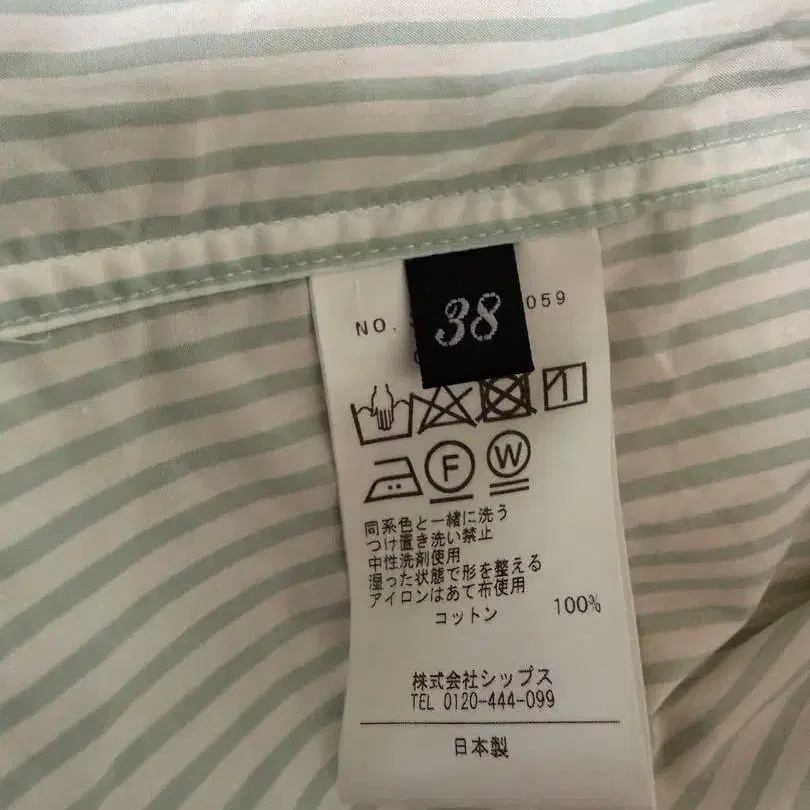 38
NO. 059
F W
同系色と一緒に洗う
つけ置き洗い禁止
中性洗剤使用
湿った状態で形を整える
アイロンはあて布使用
コットン 100%
株式会社シップス
TEL 0120-444-099
日本製